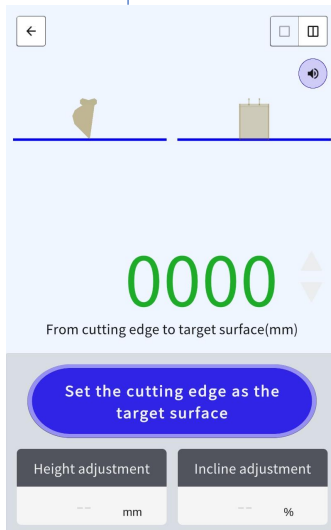 0000
From cutting edge to target surface(mm)
Set the cutting edge as the
target surface
Height adjustment
Incline adjustment
-- mm
-- %